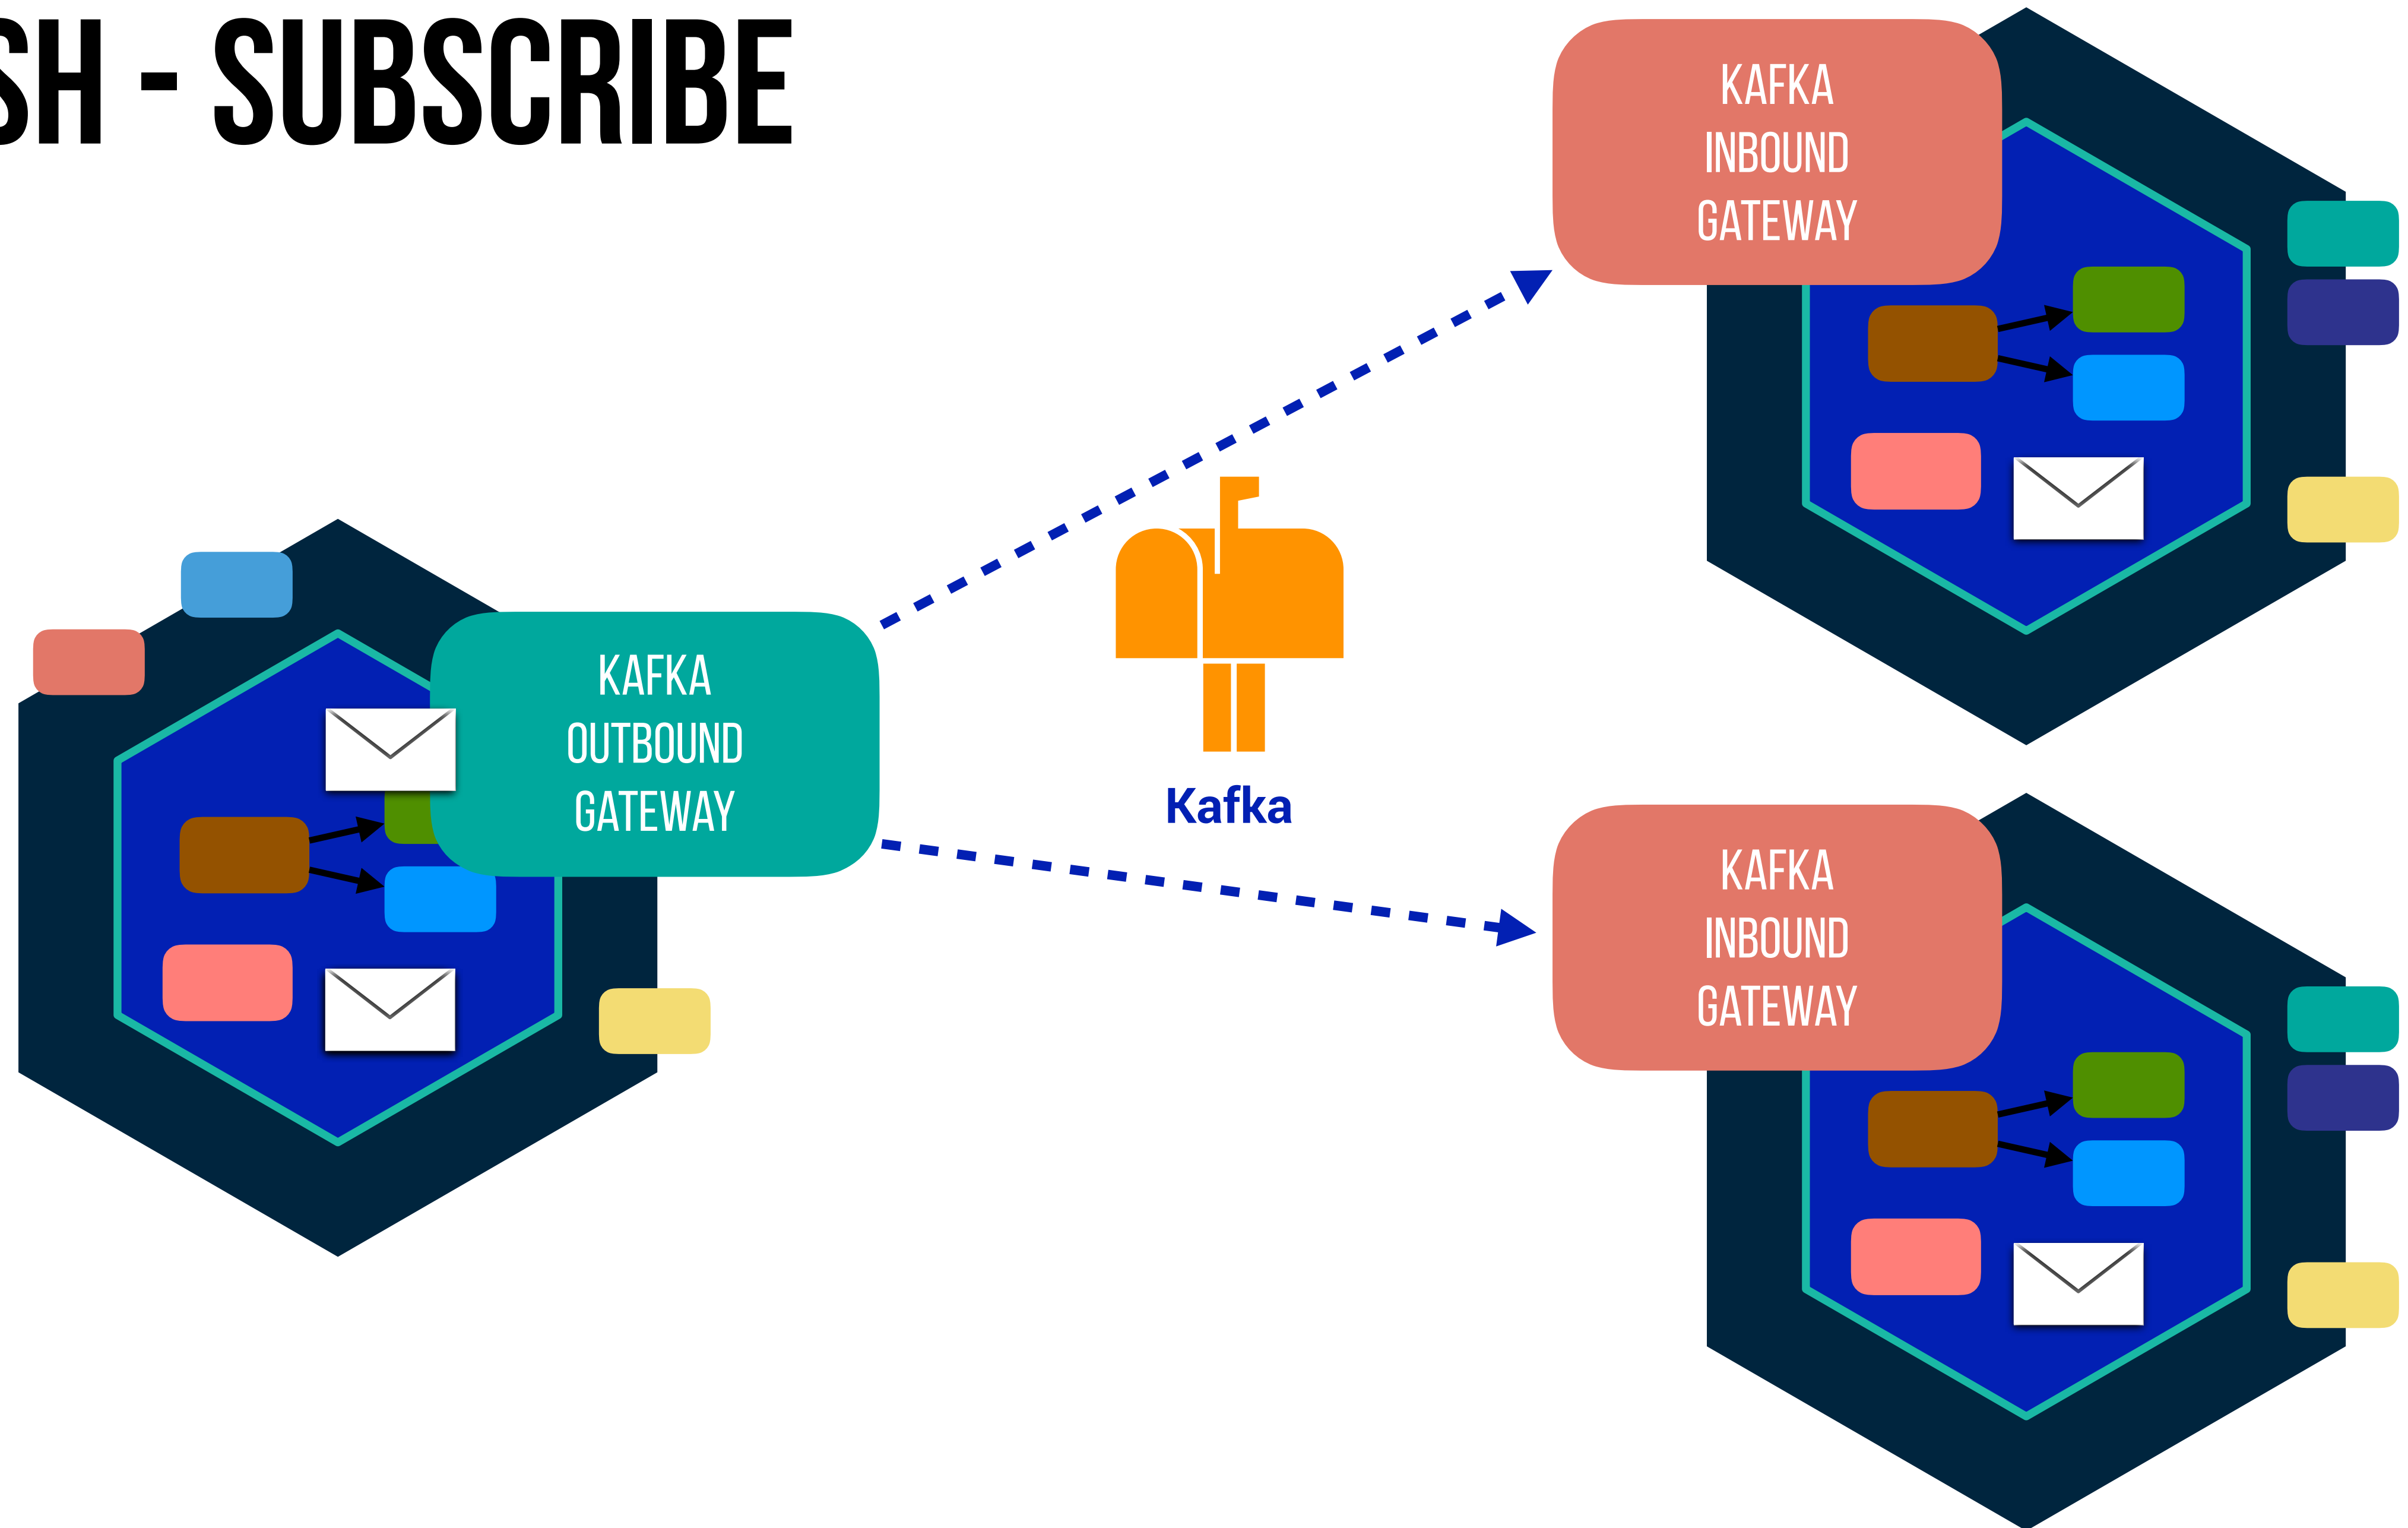 SH - SUBSCRIBE
KAFKA
INBOUND
GATEWAY
KAFKA
OUTBOUND
GATEWAY
Kafka
KAFKA
INBOUND
GATEWAY